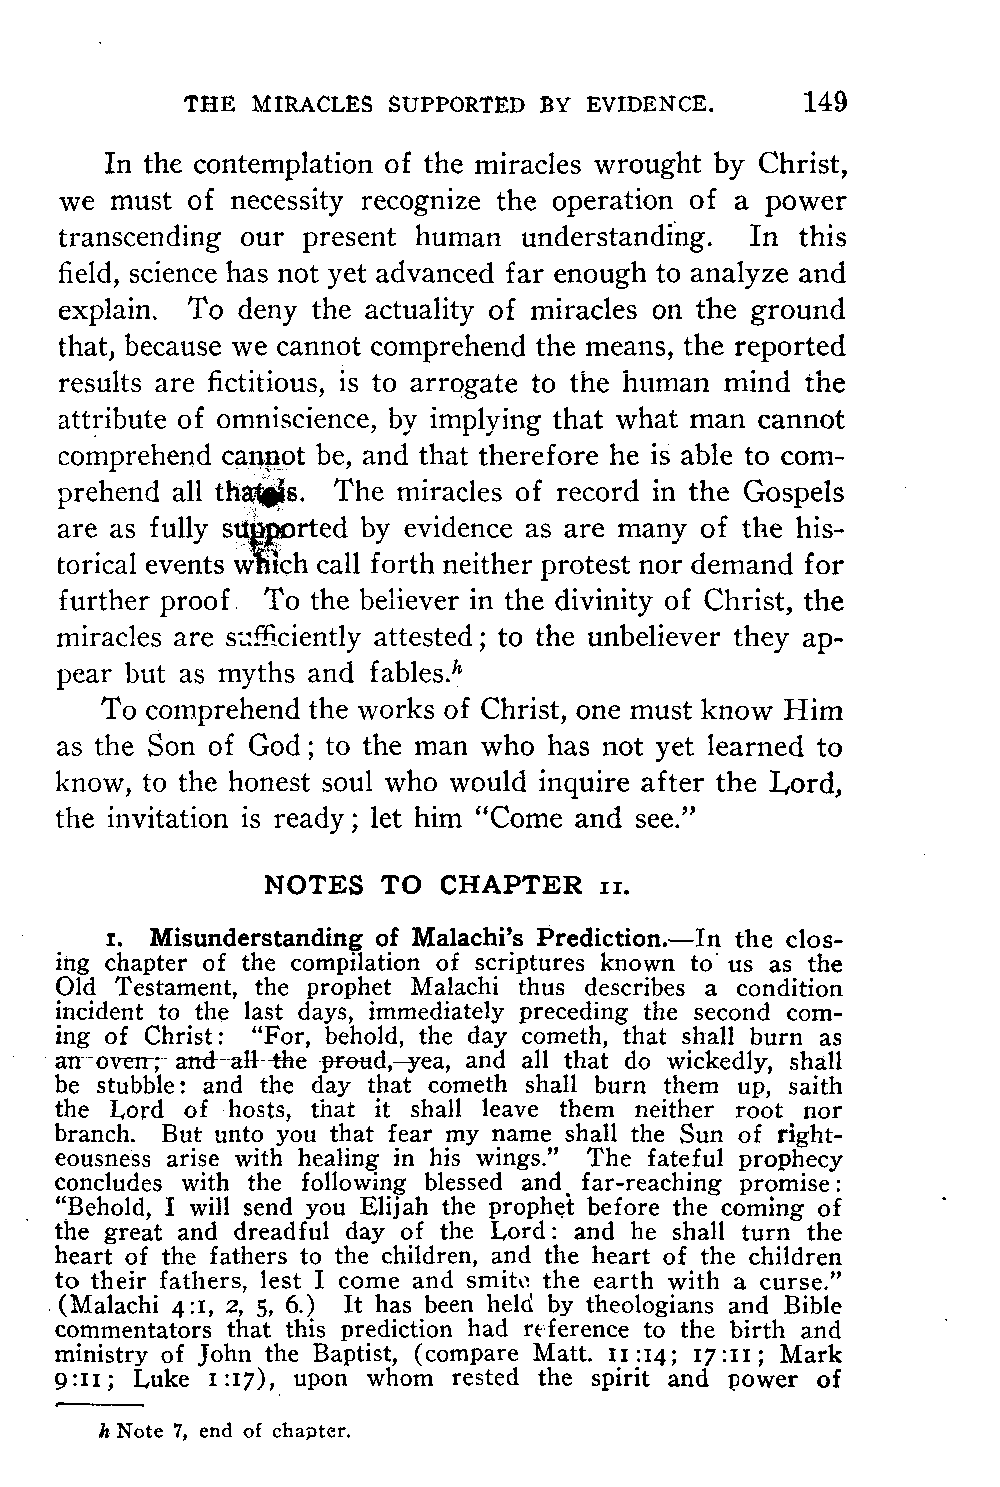 THE MIRACLES SUPPORTED BY EVIDENCE. 149
In the contemplation of the miracles wrought by Christ,
we must of necessity recognize the operation of a power
transcending our present human understanding. In this
field, science has not yet advanced far enough to analyze and
explain. To deny the actuality of miracles on the ground
that, because we cannot comprehend the means, the reported
results are fictitious, is to arrogate to the human mind the
attribute of omniscience, by implying that what man cannot
comprehend cannot be, and that therefore he is able to com-
prehend all that is. The miracles of record in the Gospels
are as fully supported by evidence as are many of the his-
torical events which call forth neither protest nor demand for
further proof. To the believer in the divinity of Christ, the
miracles are sufficiently attested; to the unbeliever they ap-
pear but as myths and fables.h
To comprehend the works of Christ, one must know Him
as the Son of God; to the man who has not yet learned to
know, to the honest soul who would inquire after the Lord,
the invitation is ready; let him "Come and see."
NOTES TO CHAPTER 11.
1. Misunderstanding of Malachi's Prediction.—In the clos-
ing chapter of the compilation of scriptures known to us as the
Old Testament, the prophet Malachi thus describes a condition
incident to the last days, immediately preceding the second com-
ing of Christ: "For, behold, the day cometh, that shall burn as
an oven; and all the proud, yea, and all that do wickedly, shall
be stubble: and the day that cometh shall burn them up, saith
the Lord of hosts, that it shall leave them neither root nor
branch. But unto you that fear my name shall the Sun of right-
eousness arise with healing in his wings." The fateful prophecy
concludes with the following blessed and far-reaching promise:
"Behold, I will send you Elijah the prophet before the coming of
the great and dreadful day of the Lord: and he shall turn the
heart of the fathers to the children, and the heart of the children
to their fathers, lest I come and smite the earth with a curse."
(Malachi 4:1, 2, 5, 6.) It has been held by theologians and Bible
commentators that this prediction had reference to the birth and
ministry of John the Baptist, (compare Matt. 11:14; 17:11; Mark
9:11; Luke 1:17), upon whom rested the spirit and power of
h Note 7, end of chapter.